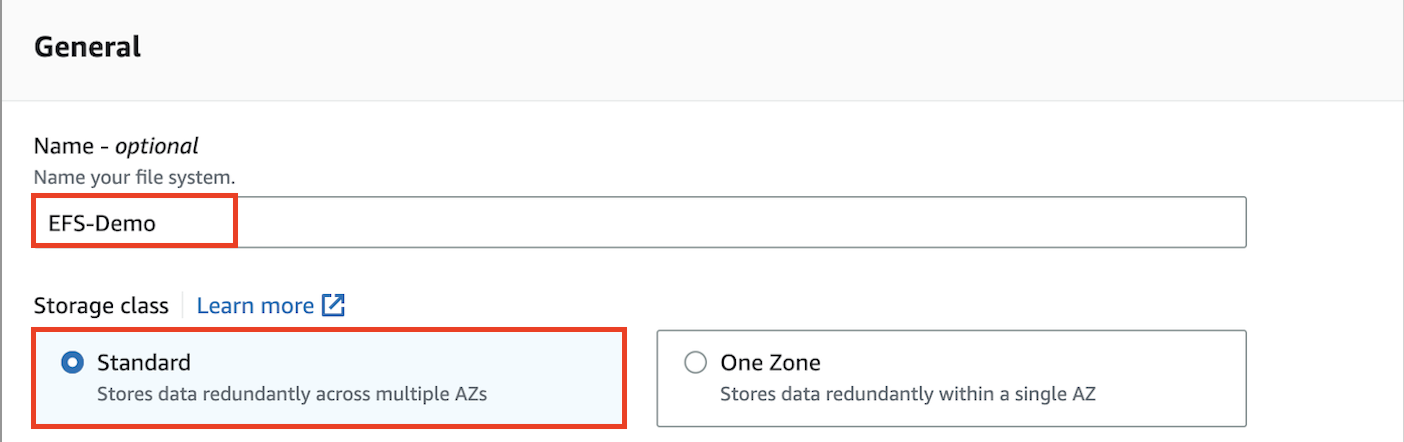 General
Name - optional
Name your file system.
EFS-Demo
Storage class Learn more
Standard
Stores data redundantly across multiple AZs
One Zone
Stores data redundantly within a single AZ